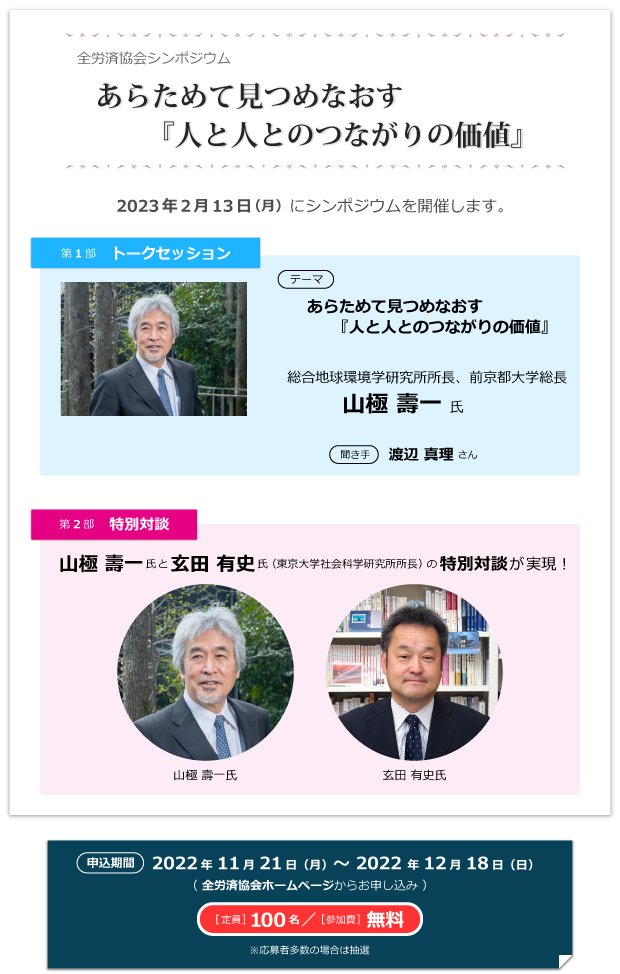 全労済協会シンポジウム
あらためて見つめなおす
『人と人とのつながりの価値』
2023年2月13日(月) にシンポジウムを開催します。
第1部 トークセッション
テーマ
あらためて見つめなおす
『人と人とのつながりの価値』
総合地球環境学研究所所長、前京都大学総長
山極 壽一 氏
聞き手 渡辺 真理 さん
第2部 特別対談
山極 壽一氏と玄田 有史氏(東京大学社会科学研究所所長)の特別対談が実現!
山極 壽一氏
玄田 有史氏
申込期間 2022年11月21日(月)～2022年12月18日(日)
(全労済協会ホームページからお申し込み)
[定員]100名／[参加費]無料
※応募者多数の場合は抽選